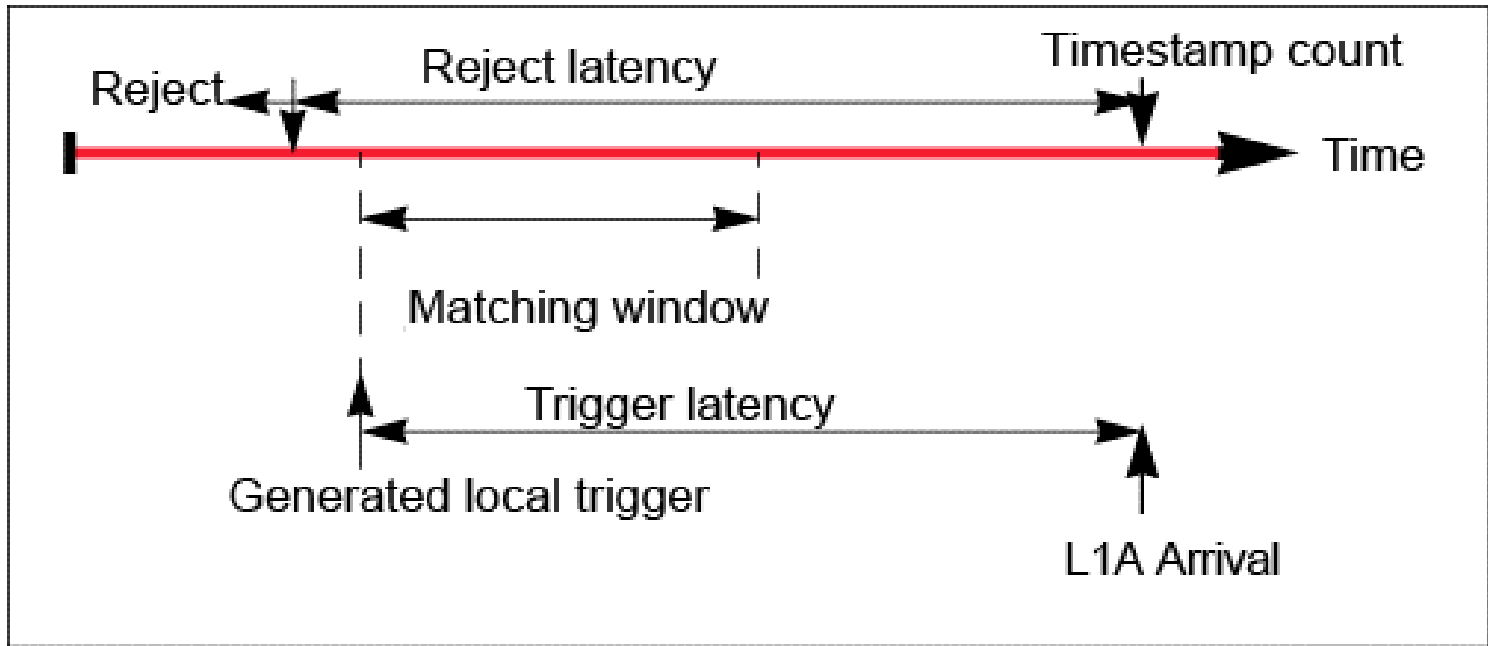 Reject
Reject latency
Timestamp count
Time
Matching window
Trigger latency
Generated local trigger
L1A Arrival